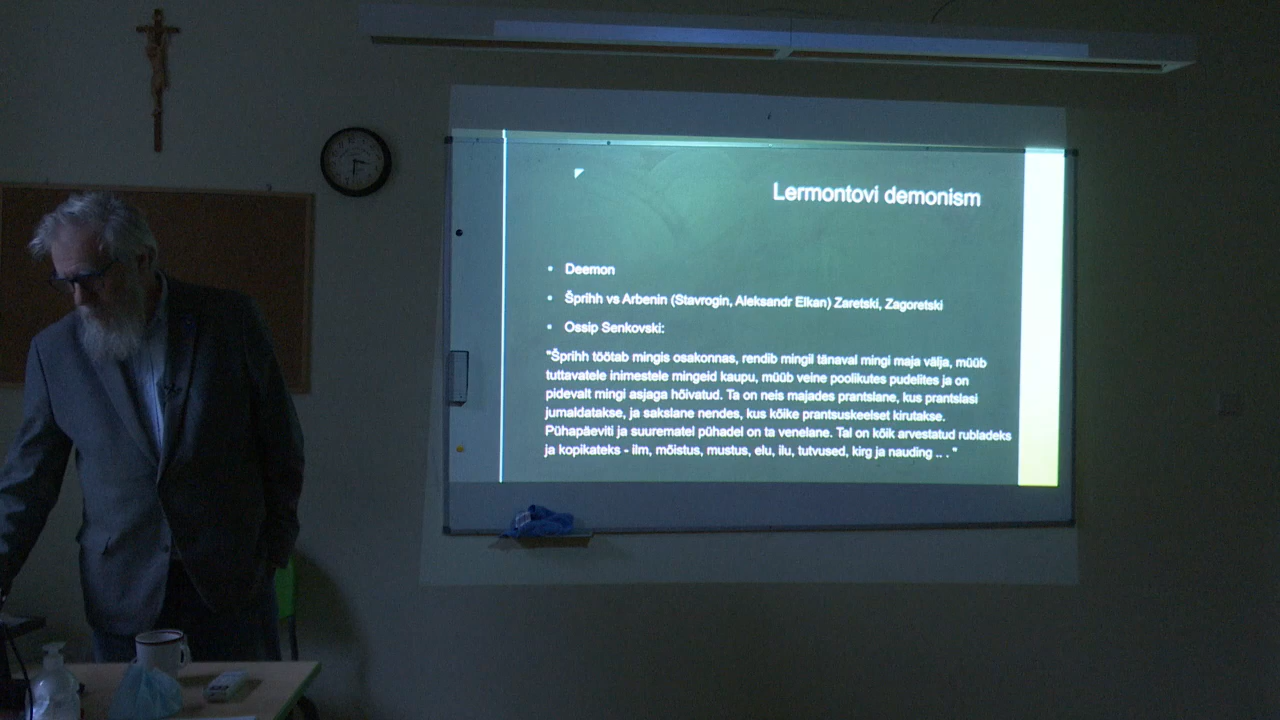 Lermontovi demonism
• Deemon
• Šprihh vs Arbenin (Stavrogin, Aleksandr Elkan) Zaretski, Zagoretski
• Ossip Senkovski:
"Šprihh töötab mingis osakonnas, rendib mingil tänaval mingi maja välja, müüb
tuttavatele inimestele mingeid kaupu, müüb veine poolikutes pudelites ja on
pidevalt mingi asjaga hõivatud. Ta on neis majades prantslane, kus prantslasi
jumaldatakse, ja sakslane nendes, kus kõike prantsuskeelset kirutakse.
Pühapäeviti ja suurematel pühadel on ta venelane. Tal on kõik arvestatud rubladeks
ja kopikateks - ilm, mõistus, mustus, elu, ilu, tutvused, kirg ja nauding .. . "